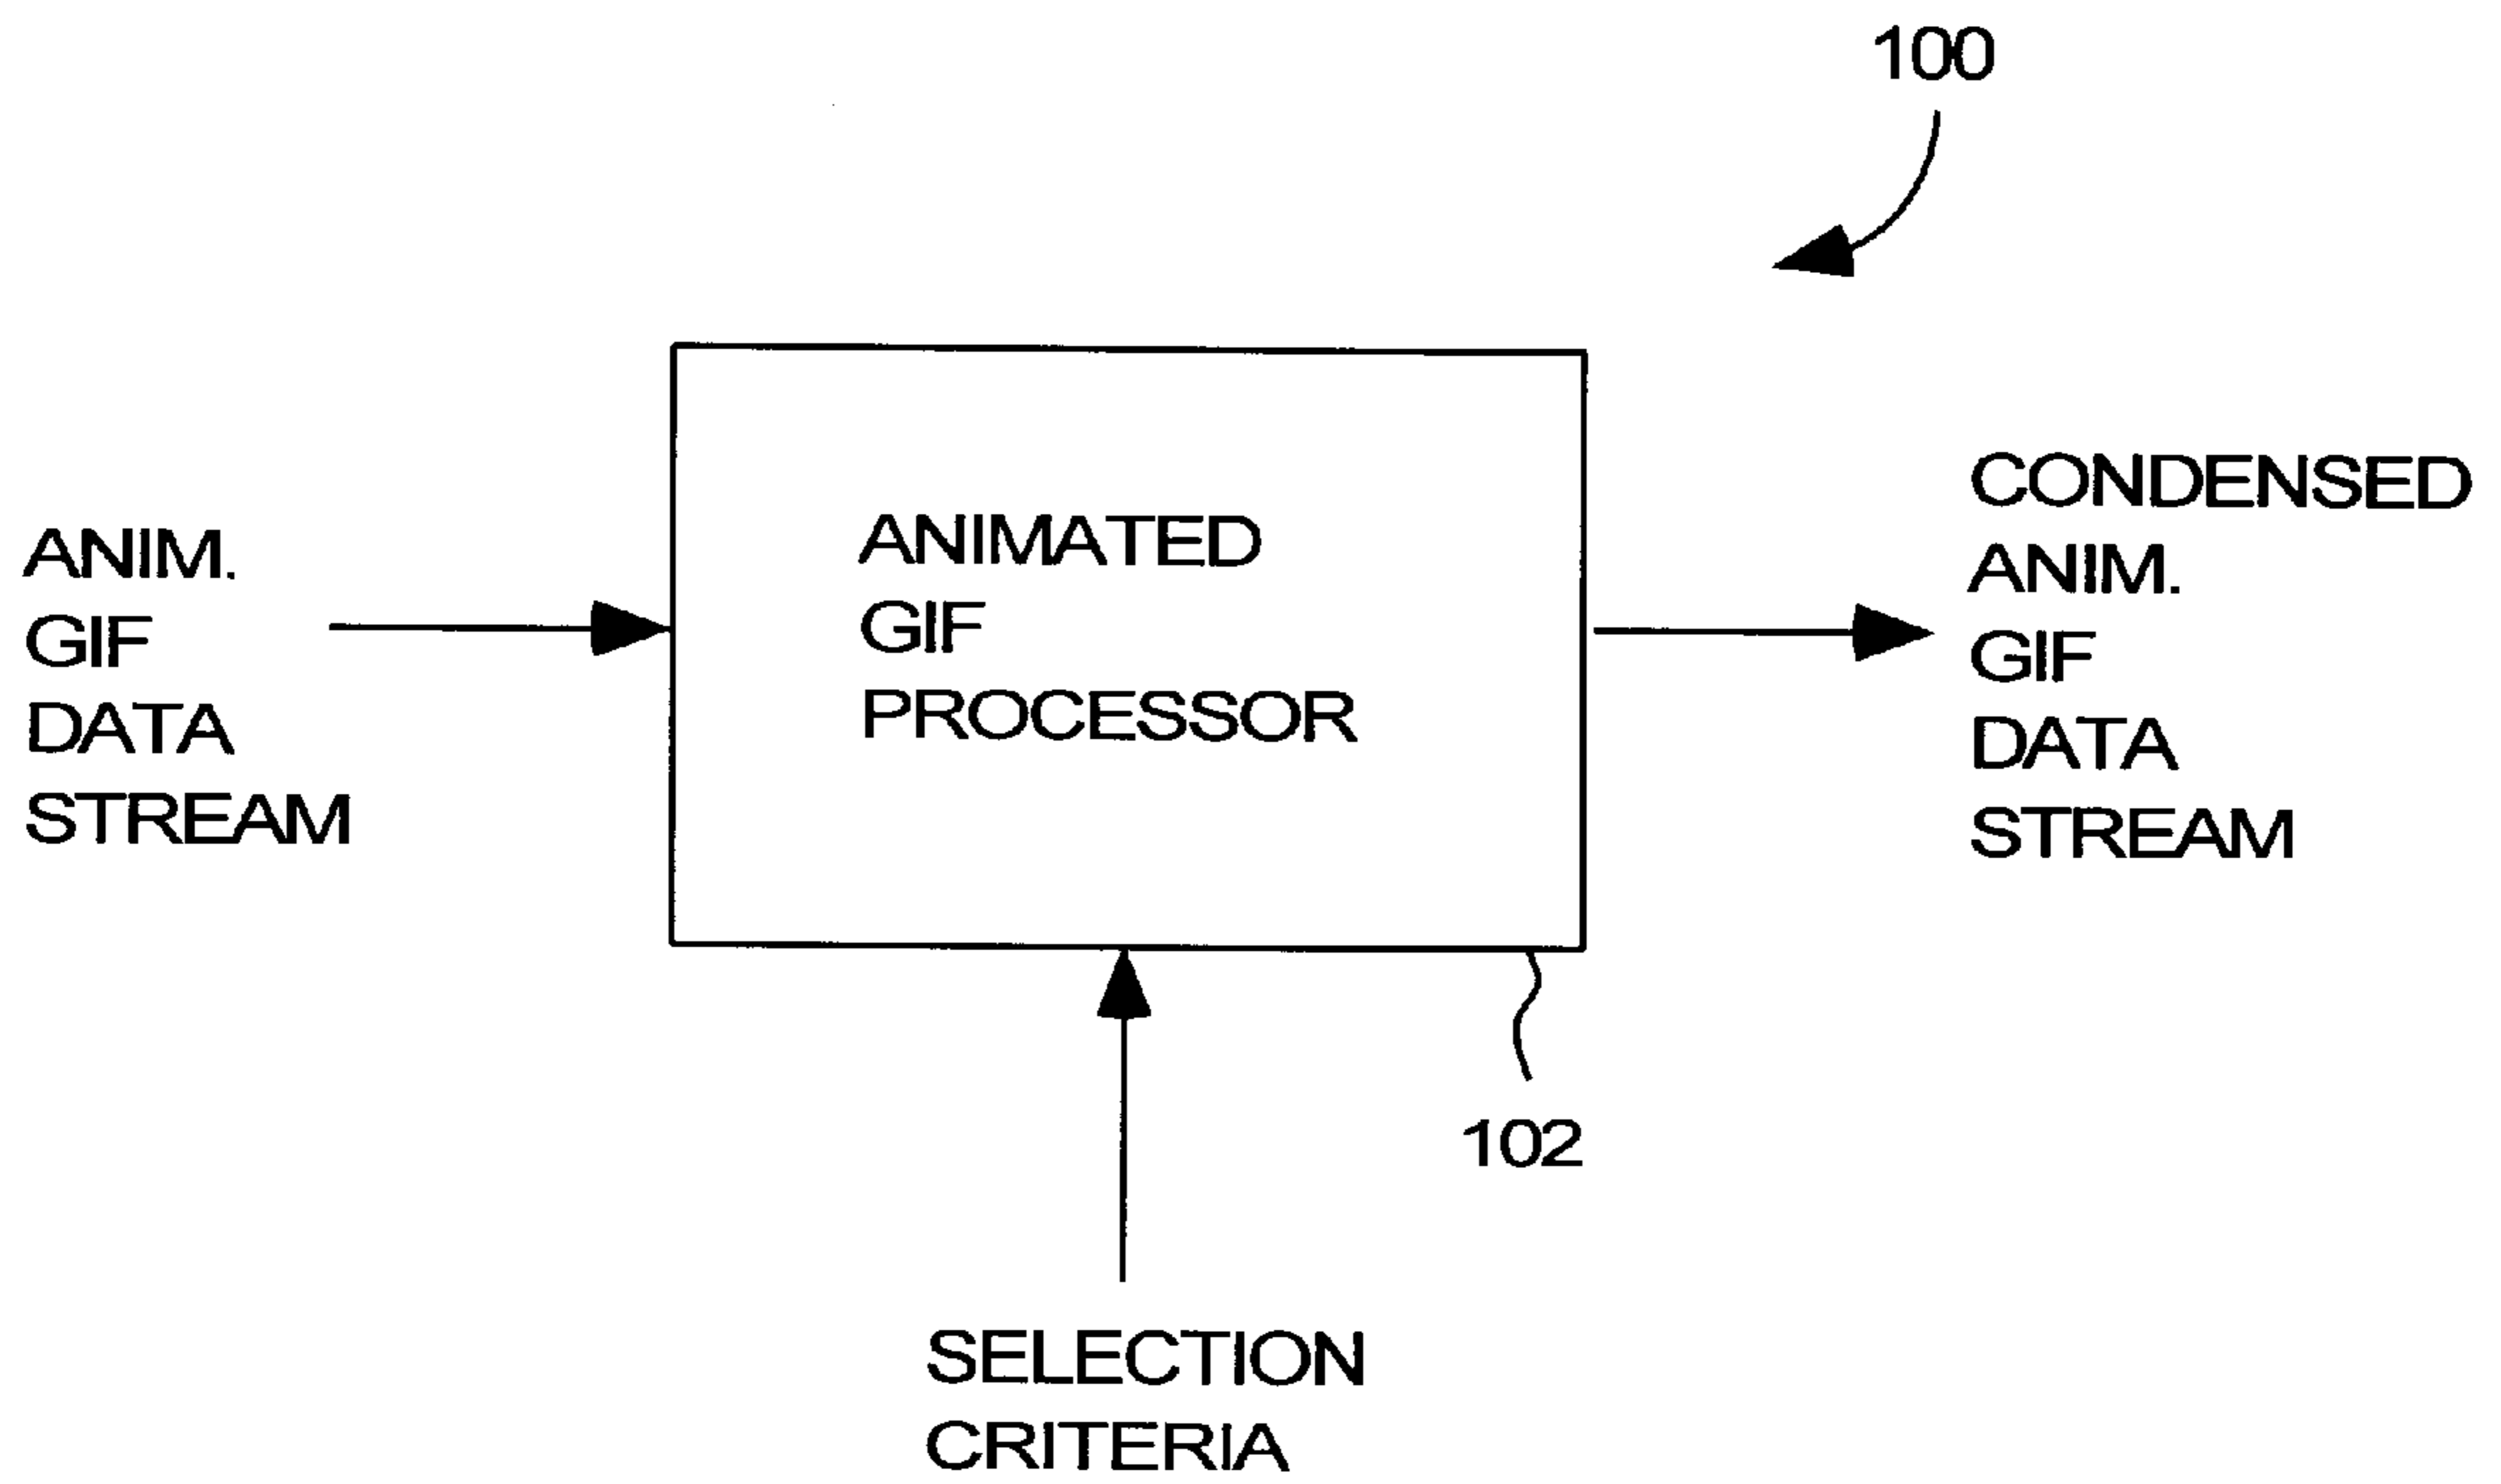 100
ANIM.
GIF
DATA
STREAM
ANIMATED
GIF
PROCESSOR
CONDENSED
ANIM.
GIF
DATA
STREAM
102
SELECTION
CRITERIA